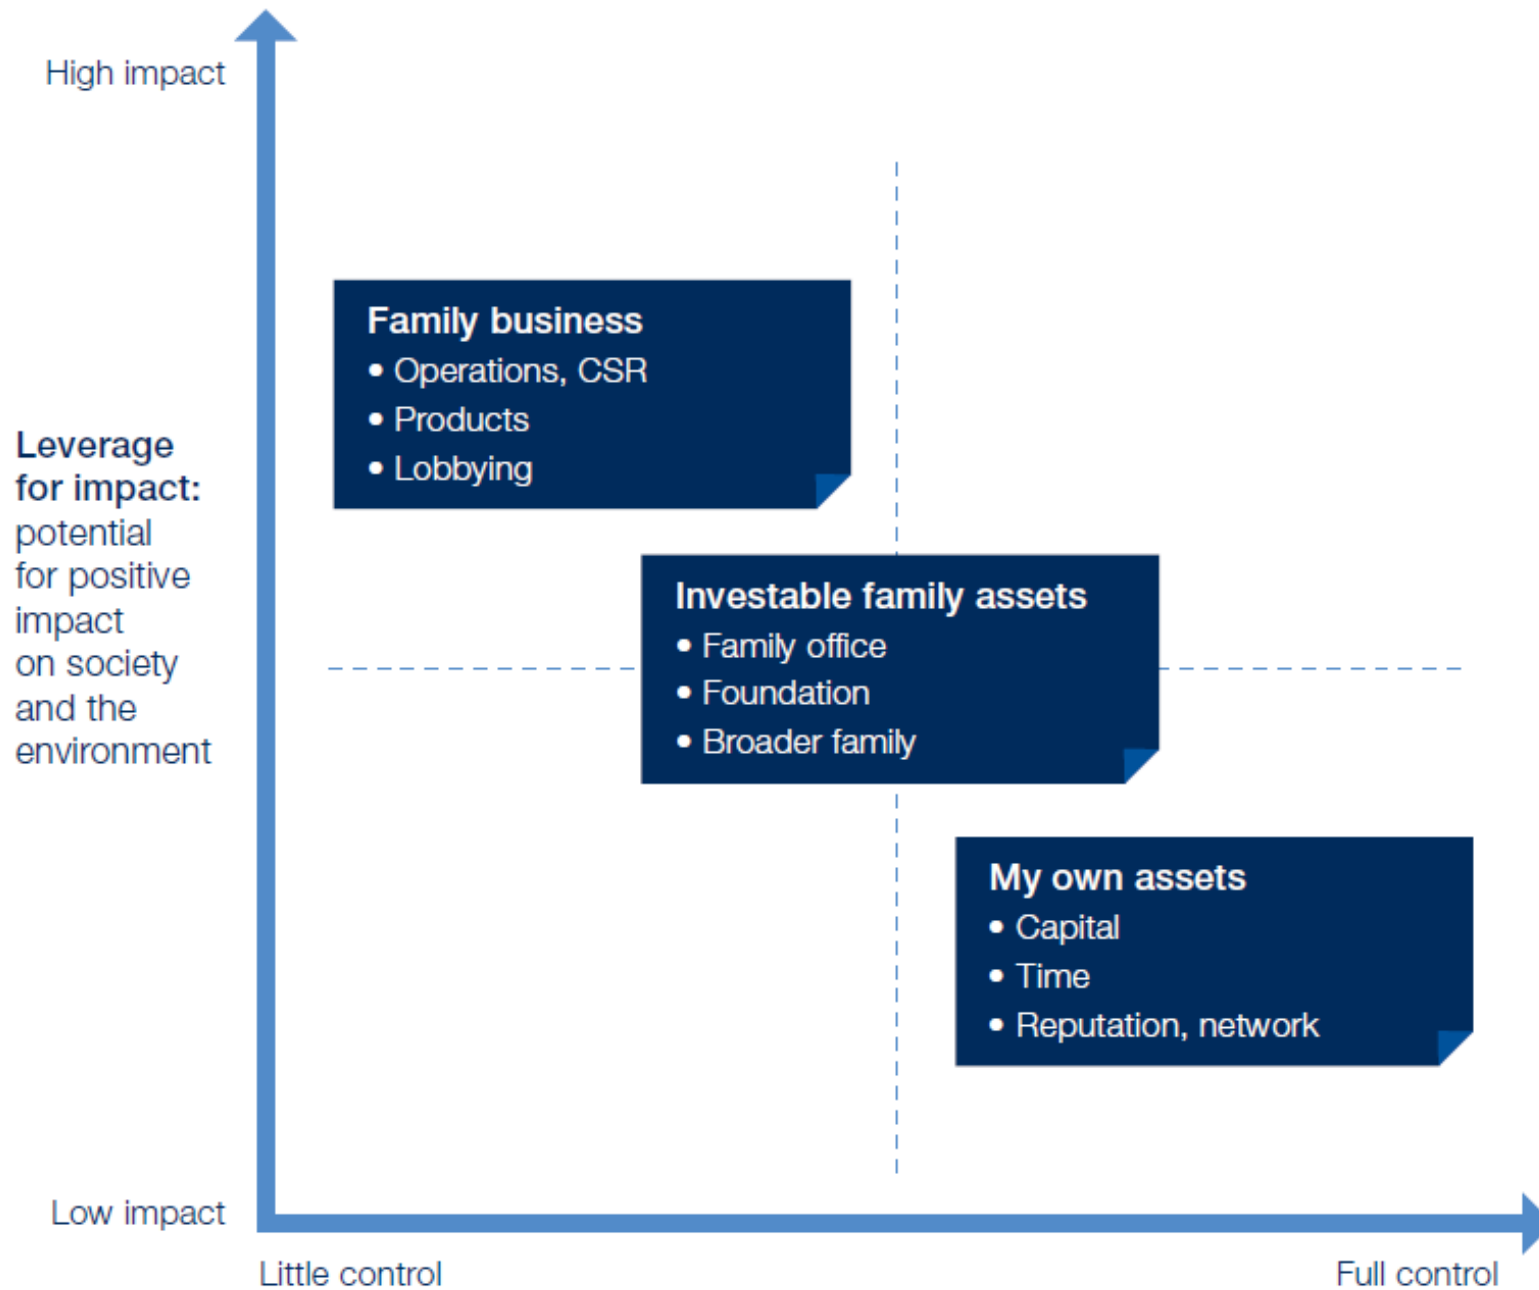 High impact
Family business
• Operations, CSR
• Products
• Lobbying
Leverage
for impact:
potential
for positive
impact
on society
and the
environment
Investable family assets
• Family office
• Foundation
• Broader family
My own assets
• Capital
• Time
• Reputation, network
Low impact
Little control
Full control